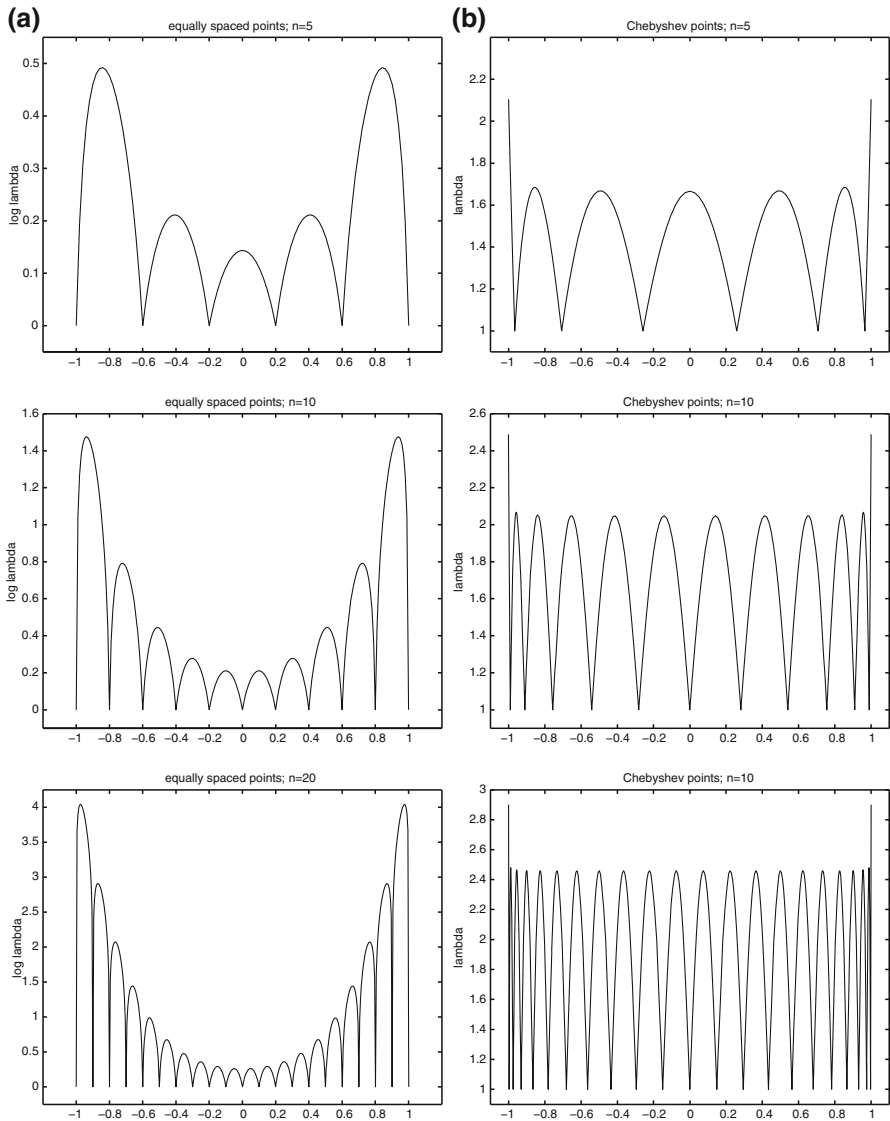 (a)
(b)
equally spaced points; n=5
0.5
0.4
0.3
0.2
0.1
0
log lambda
−1 −0.8 −0.6 −0.4 −0.2 0 0.2 0.4 0.6 0.8 1
Chebyshev points; n=5
2.2
2
1.8
1.6
1.4
1.2
1
lambda
−1 −0.8 −0.6 −0.4 −0.2 0 0.2 0.4 0.6 0.8 1
equally spaced points; n=10
1.6
1.4
1.2
1
0.8
0.6
0.4
0.2
0
log lambda
−1 −0.8 −0.6 −0.4 −0.2 0 0.2 0.4 0.6 0.8 1
Chebyshev points; n=10
2.6
2.4
2.2
2
1.8
1.6
1.4
1.2
1
lambda
−1 −0.8 −0.6 −0.4 −0.2 0 0.2 0.4 0.6 0.8 1
equally spaced points; n=20
4
3.5
3
2.5
2
1.5
1
0.5
0
log lambda
−1 −0.8 −0.6 −0.4 −0.2 0 0.2 0.4 0.6 0.8 1
Chebyshev points; n=10
3
2.8
2.6
2.4
2.2
2
1.8
1.6
1.4
1.2
1
lambda
−1 −0.8 −0.6 −0.4 −0.2 0 0.2 0.4 0.6 0.8 1